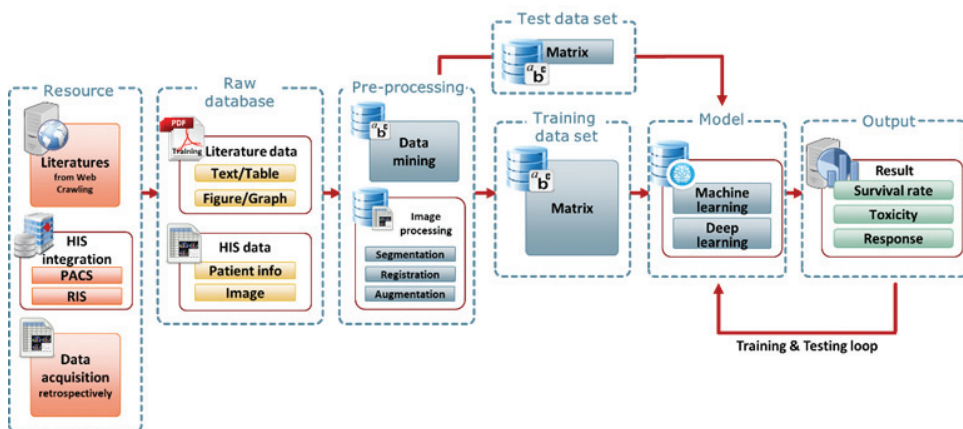 Resource
Literatures
from Web
Crawling
HIS
integration
PACS
RIS
Data
acquisition
retrospectively
Raw
database
PDF
Training
Literature data
Text/Table
Figure/Graph
HIS data
Patient info
Image
Pre-processing
abc
Data
mining
Image
processing
Segmentation
Registration
Augmentation
Test data set
abc
Matrix
Training
data set
abc
Matrix
Model
Machine
learning
Deep
learning
Output
Result
Survival rate
Toxicity
Response
Training & Testing loop